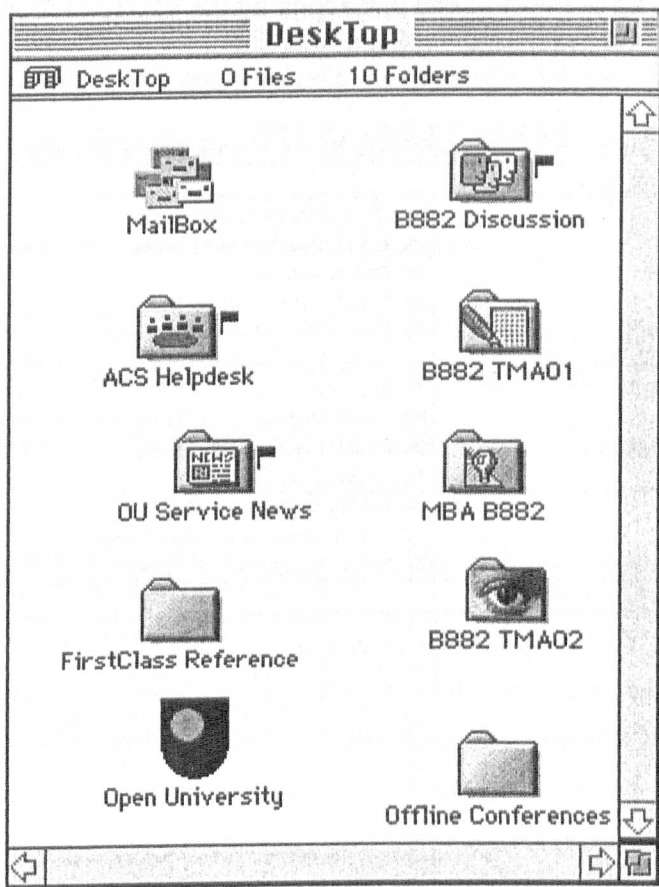 DeskTop
DeskTop 0 Files 10 Folders
MailBox B882 Discussion
ACS Helpdesk B882 TMA01
NEWS
OU Service News MBA B882
FirstClass Reference B882 TMA02
Open University Offline Conferences